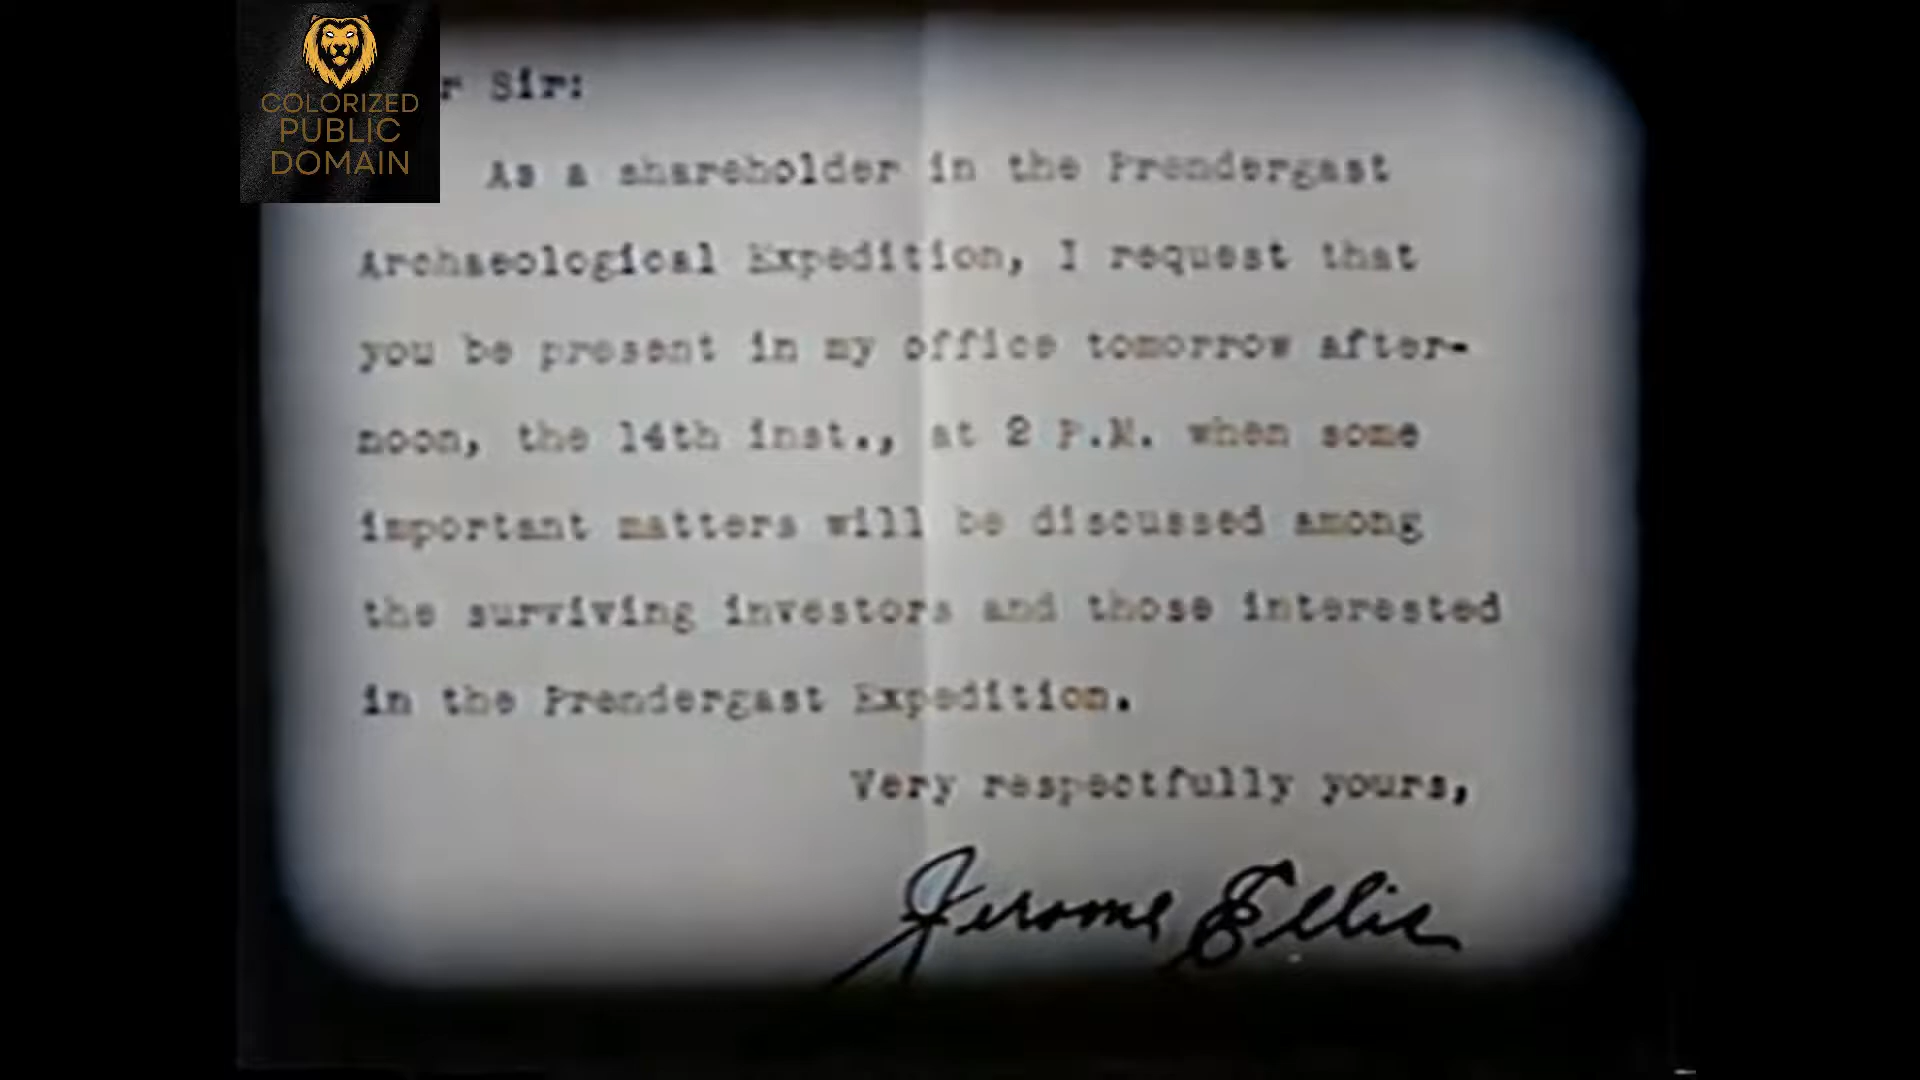 COLORIZED
PUBLIC
DOMAIN
r Sir:
As a shareholder in the Prendergast
Archaeological Expedition, I request that
you be present in my office tomorrow after-
noon, the 14th inst., at 2 P.M. when some
important matters will be discussed among
the surviving investors and those interested
in the Prendergast Expedition.
Very respectfully yours,
Jerome Ellis